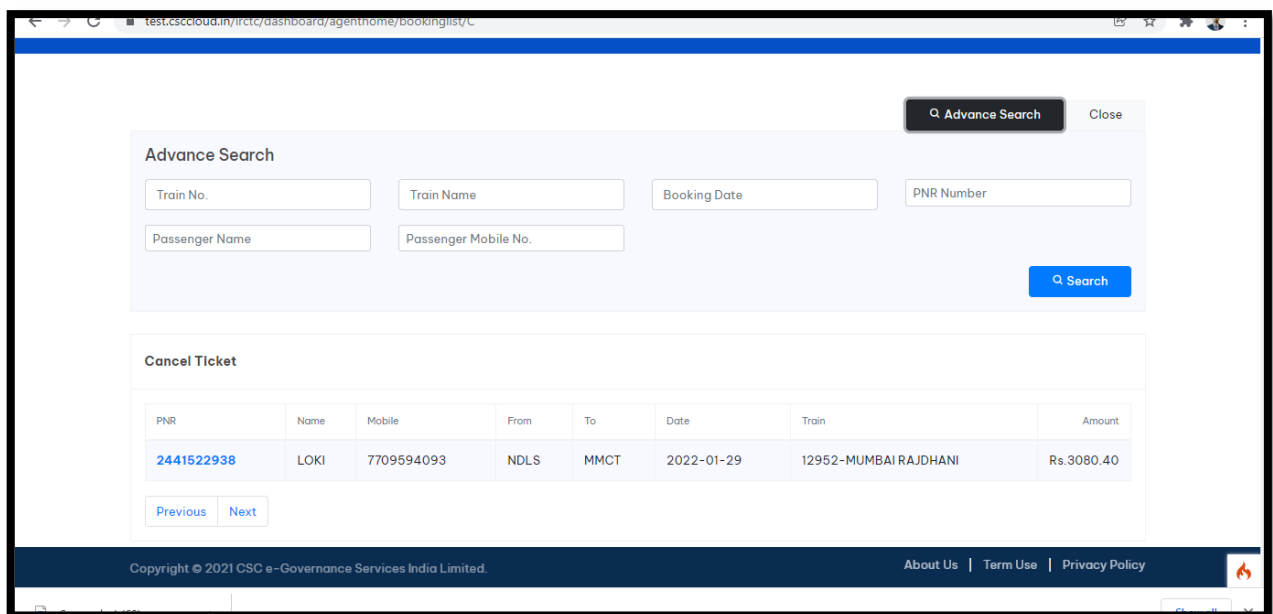 test.csccloud.in/irctc/dashboard/agenthome/bookinglist/C
Advance Search Close
Advance Search
Train No. Train Name Booking Date PNR Number
Passenger Name Passenger Mobile No.
Search
Cancel Ticket
PNR Name Mobile From To Date Train Amount
2441522938 LOKI 7709594093 NDLS MMCT 2022-01-29 12952-MUMBAI RAJDHANI Rs.3080.40
Previous Next
Copyright © 2021 CSC e-Governance Services India Limited. About Us | Term Use | Privacy Policy
Show all